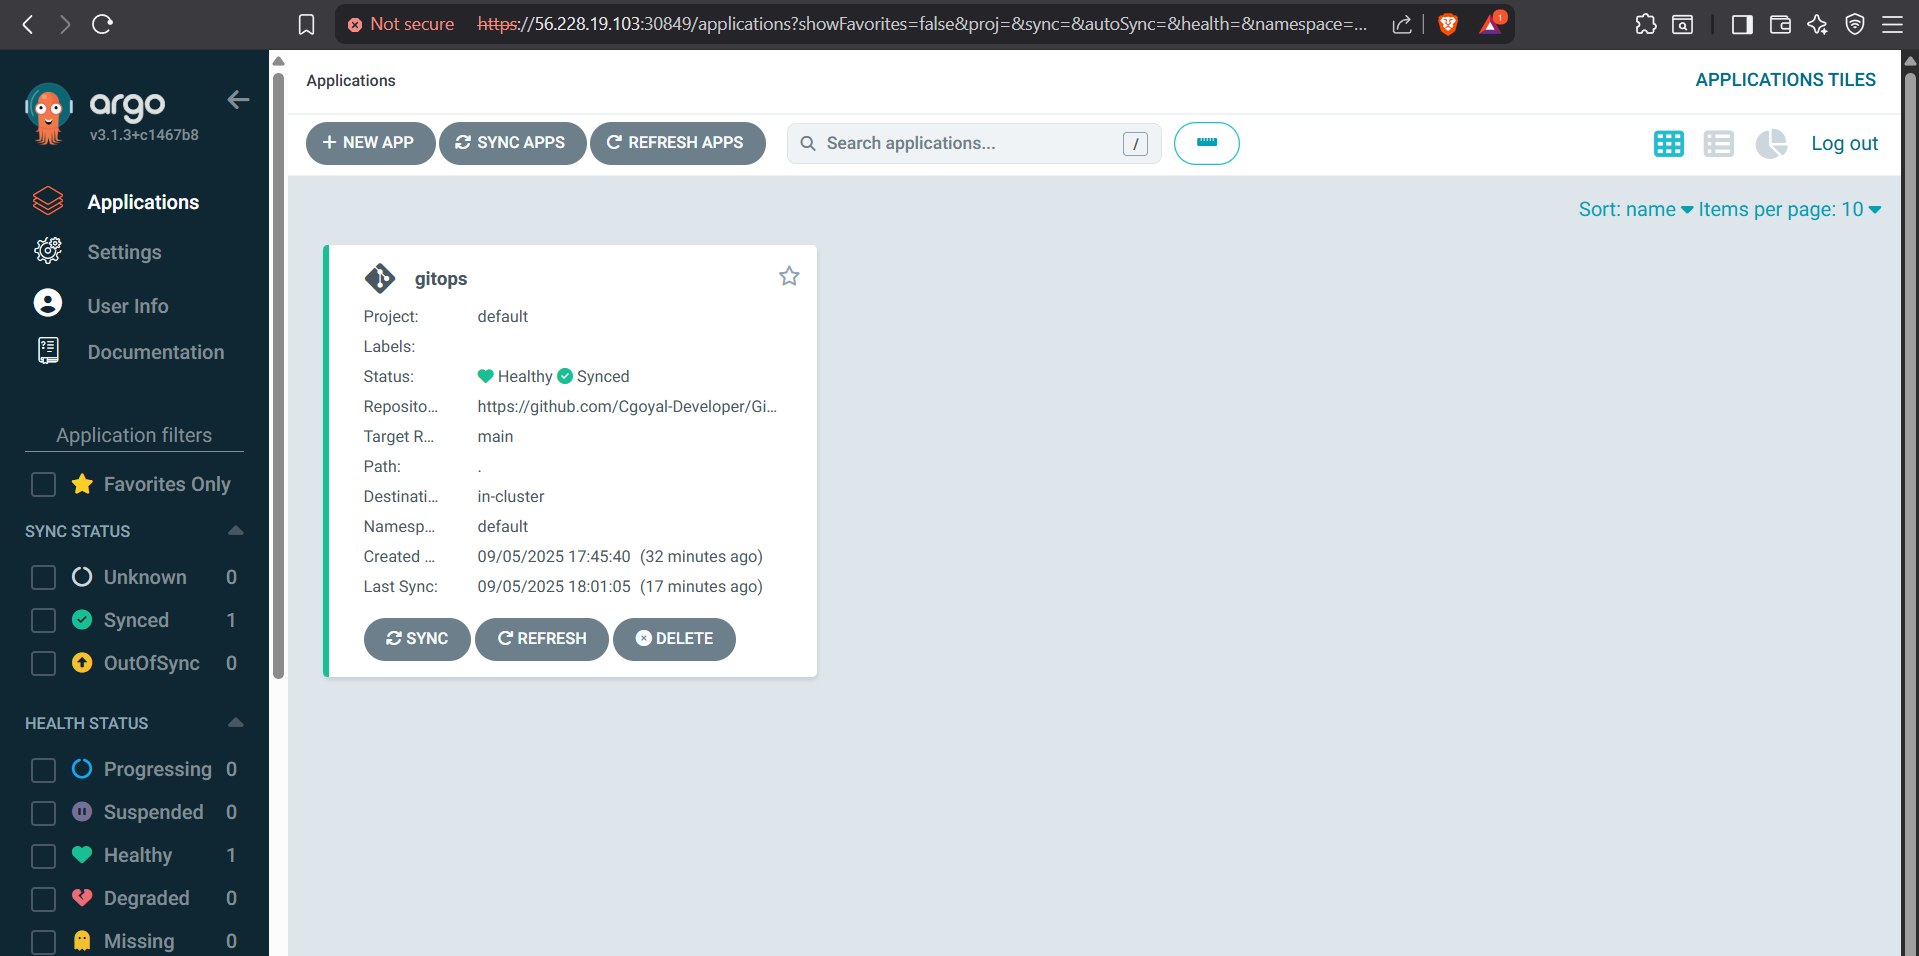 Not secure https://56.228.19.103:30849/applications?showFavorites=false&proj=&sync=&autoSync=&health=&namespace=... 1
argo
v3.1.3+c1467b8
Applications
Settings
User Info
Documentation
Application filters
Favorites Only
SYNC STATUS
Unknown 0
Synced 1
OutOfSync 0
HEALTH STATUS
Progressing 0
Suspended 0
Healthy 1
Degraded 0
Missing 0
Applications
APPLICATIONS TILES
NEW APP SYNC APPS REFRESH APPS Search applications... / Log out
Sort: name Items per page: 10
gitops
Project: default
Labels:
Status: Healthy Synced
Reposito... https://github.com/Cgoyal-Developer/Gi...
Target R... main
Path: .
Destinati... in-cluster
Namesp... default
Created ... 09/05/2025 17:45:40 (32 minutes ago)
Last Sync: 09/05/2025 18:01:05 (17 minutes ago)
SYNC REFRESH DELETE